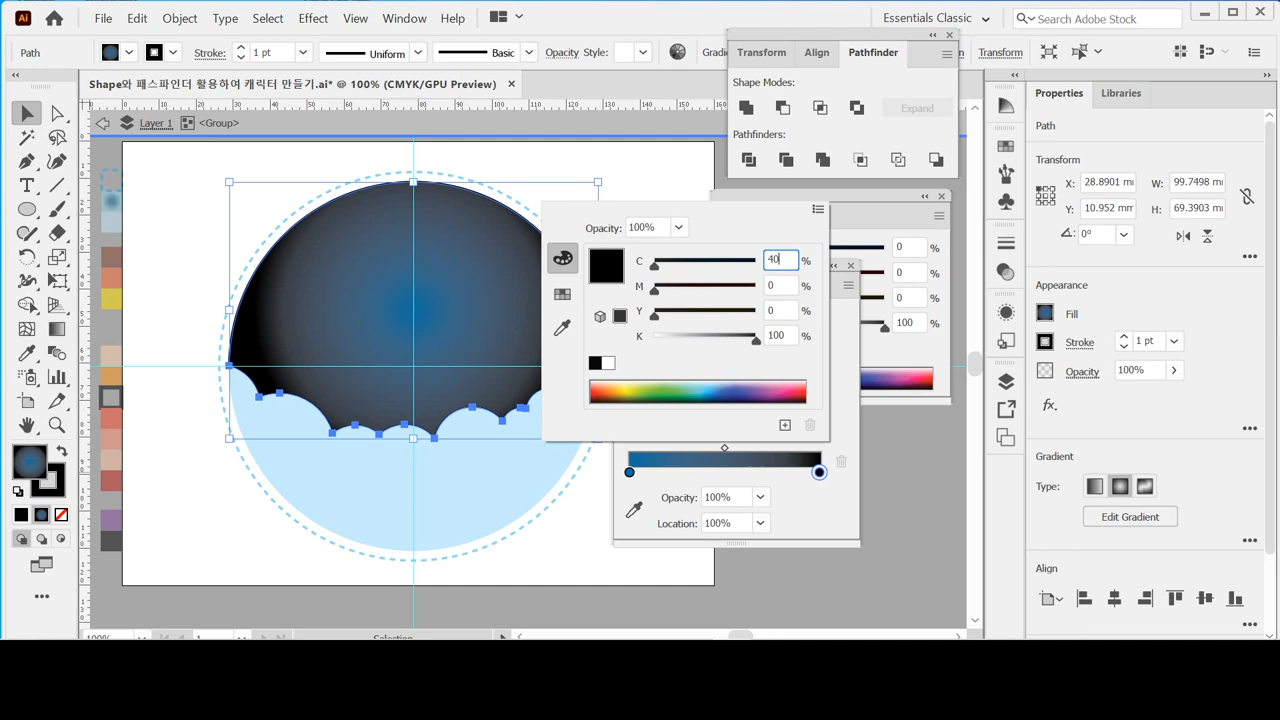 Ai File Edit Object Type Select Effect View Window Help Essentials Classic Search Adobe Stock
Path Stroke: 1 pt Uniform Basic Opacity Style: Transform
Shape와 패스파인더 활용하여 캐릭터 만들기.ai* @ 100% (CMYK/GPU Preview)
Transform Align Pathfinder
Shape Modes:
Expand
Pathfinders:
Layer 1 <Group>
Opacity: 100%
C 40 %
M 0 %
Y 0 %
K 100 %
0 %
0 %
0 %
100 %
Opacity: 100%
Location: 100%
Properties Libraries
Path
Transform
X: 28.8901 m W: 99.7498 m
Y: 10.952 mm H: 69.3903 m
0°
Appearance
Fill
Stroke 1 pt
Opacity 100%
fx.
Gradient
Type:
Edit Gradient
Align
100% 1 Selection